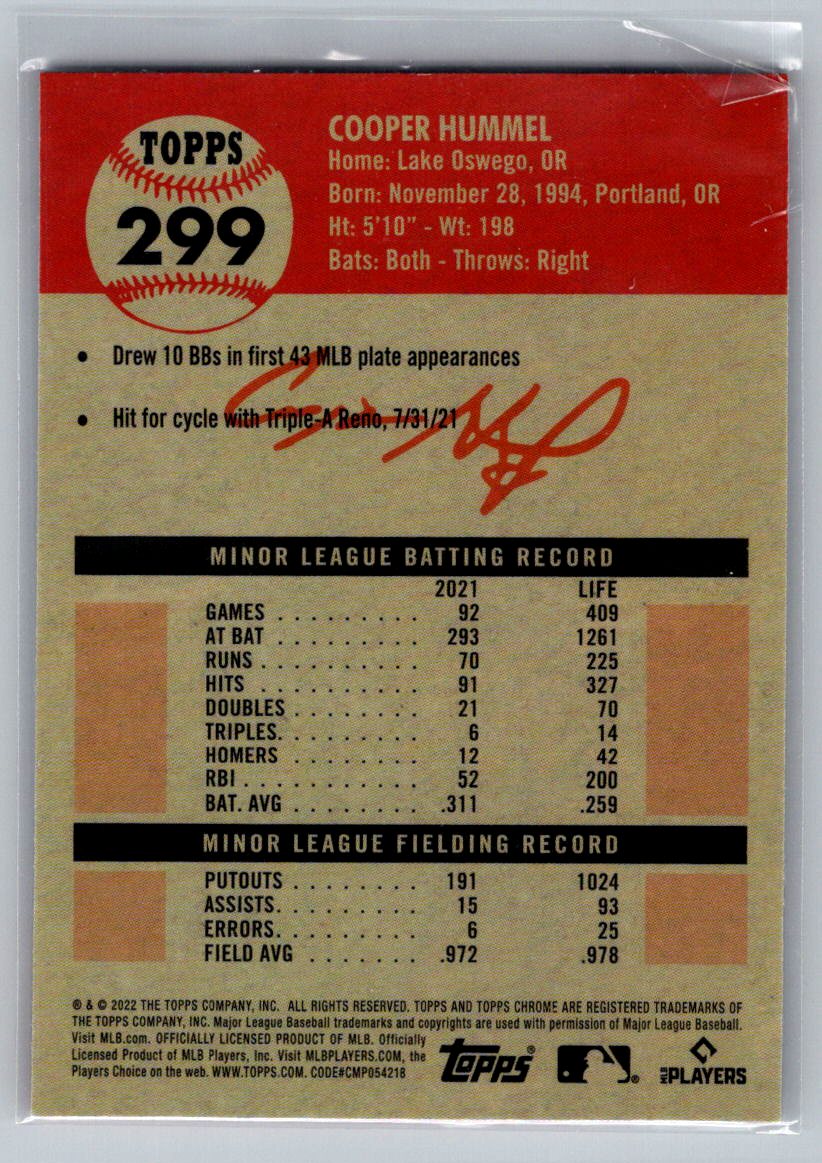 TOPPS
299
COOPER HUMMEL
Home: Lake Oswego, OR
Born: November 28, 1994, Portland, OR
Ht: 5'10" - Wt: 198
Bats: Both - Throws: Right
• Drew 10 BBs in first 43 MLB plate appearances
• Hit for cycle with Triple-A Reno, 7/31/21
MINOR LEAGUE BATTING RECORD
2021 LIFE
GAMES . . . . . . . . . 92 409
AT BAT . . . . . . . . . 293 1261
RUNS . . . . . . . . . . 70 225
HITS . . . . . . . . . . 91 327
DOUBLES . . . . . . . . 21 70
TRIPLES. . . . . . . . . 6 14
HOMERS . . . . . . . . 12 42
RBI . . . . . . . . . . . 52 200
BAT. AVG . . . . . . . . .311 .259
MINOR LEAGUE FIELDING RECORD
PUTOUTS . . . . . . . . 191 1024
ASSISTS. . . . . . . . . 15 93
ERRORS. . . . . . . . . 6 25
FIELD AVG . . . . . . . .972 .978
® & © 2022 THE TOPPS COMPANY, INC. ALL RIGHTS RESERVED. TOPPS AND TOPPS CHROME ARE REGISTERED TRADEMARKS OF
THE TOPPS COMPANY, INC. Major League Baseball trademarks and copyrights are used with permission of Major League Baseball.
Visit MLB.com. OFFICIALLY LICENSED PRODUCT OF MLB. Officially
Licensed Product of MLB Players, Inc. Visit MLBPLAYERS.COM, the
Players Choice on the web. WWW.TOPPS.COM. CODE#CMP054218
Topps®
MLB PLAYERS